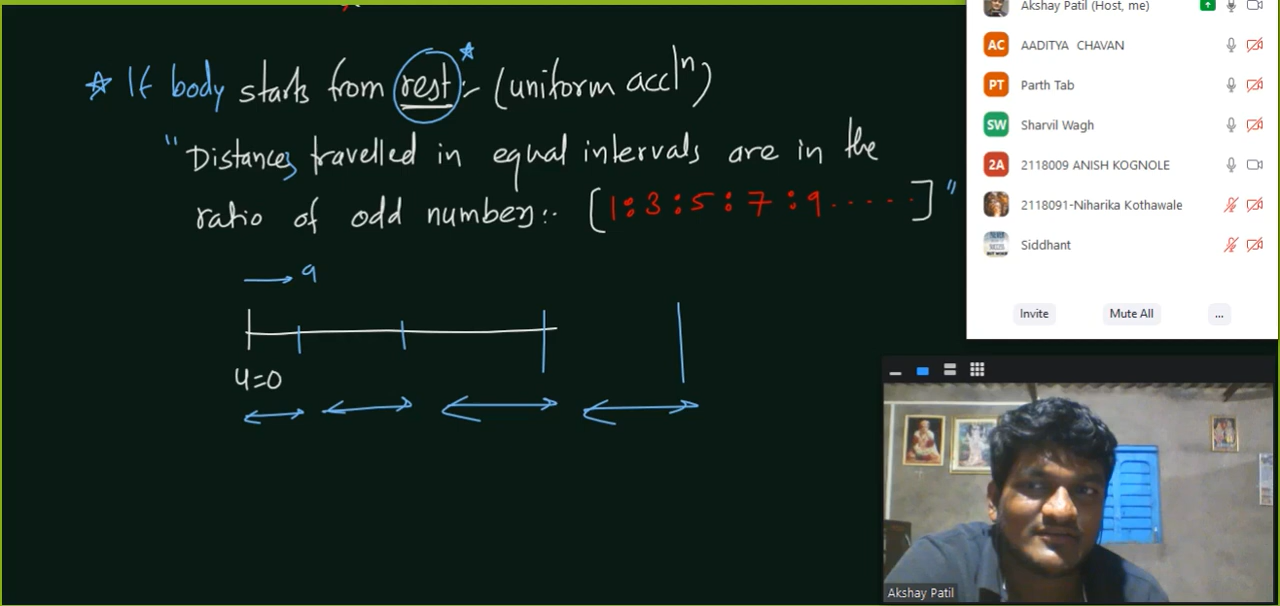 * If body starts from rest* :- (uniform accl^n)
"Distances travelled in equal intervals are in the
ratio of odd numbers:. [1:3:5:7:9.....]"
a
u=0
Akshay Patil (Host, me)
AC AADITYA CHAVAN
PT Parth Tab
SW Sharvil Wagh
2A 2118009 ANISH KOGNOLE
2118091-Niharika Kothawale
Siddhant
Invite Mute All ...
Akshay Patil